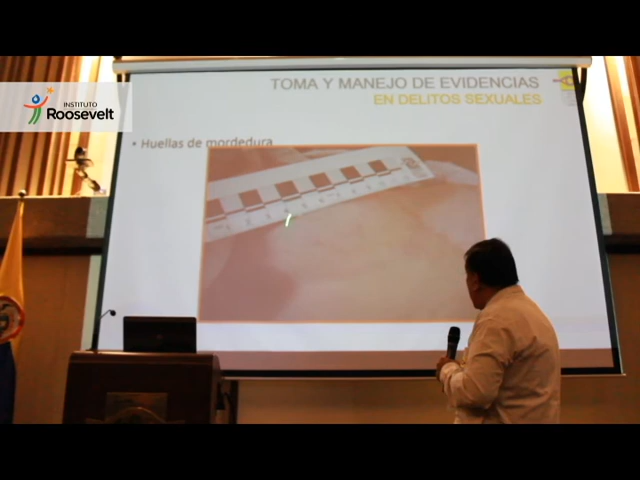 INSTITUTO
Roosevelt
TOMA Y MANEJO DE EVIDENCIAS
EN DELITOS SEXUALES
• Huellas de mordedura